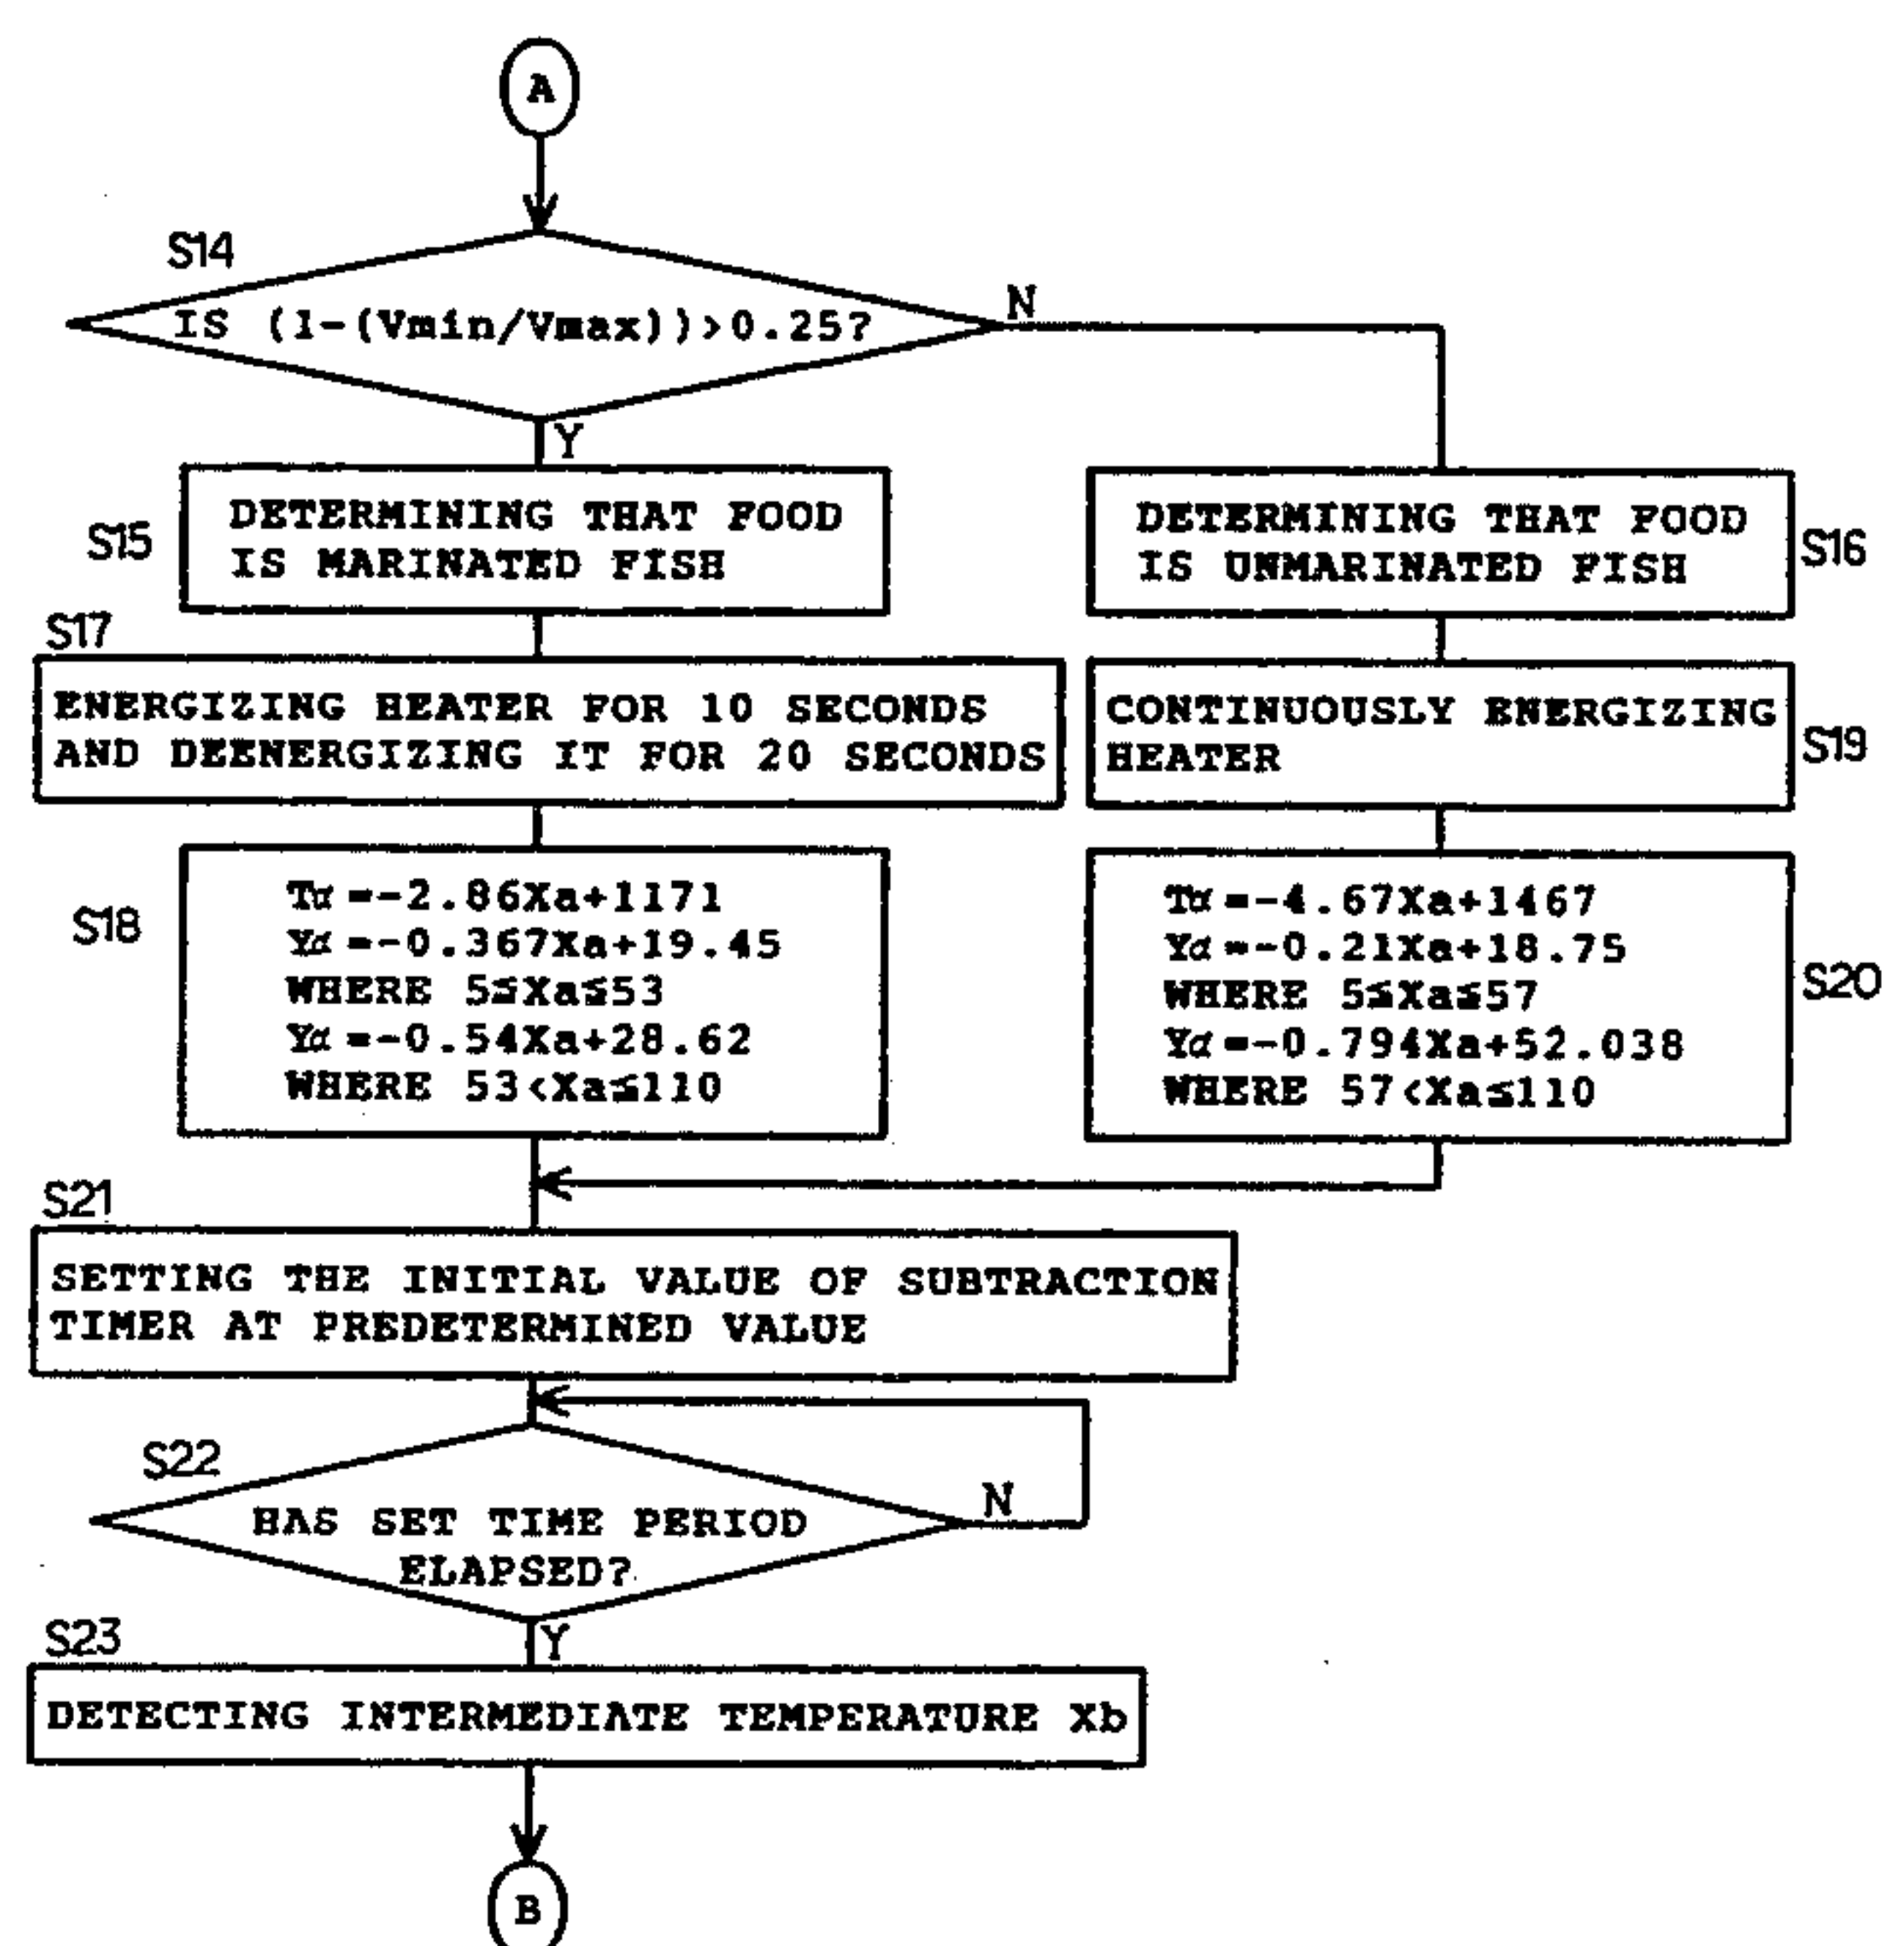 A
S14
IS (1-(Vmin/Vmax))>0.25?
N
Y
S15
DETERMINING THAT FOOD
IS MARINATED FISH
DETERMINING THAT FOOD
IS UNMARINATED FISH
S16
S17
ENERGIZING HEATER FOR 10 SECONDS
AND DEENERGIZING IT FOR 20 SECONDS
CONTINUOUSLY ENERGIZING
HEATER
S19
S18
Tα=-2.86Xa+1171
Yα=-0.367Xa+19.45
WHERE 5≦Xa≦53
Yα=-0.54Xa+28.62
WHERE 53<Xa≦110
Tα=-4.67Xa+1467
Yα=-0.21Xa+18.75
WHERE 5≦Xa≦57
Yα=-0.794Xa+52.038
WHERE 57<Xa≦110
S20
S21
SETTING THE INITIAL VALUE OF SUBTRACTION
TIMER AT PREDETERMINED VALUE
S22
HAS SET TIME PERIOD
ELAPSED?
N
Y
S23
DETECTING INTERMEDIATE TEMPERATURE Xb
B